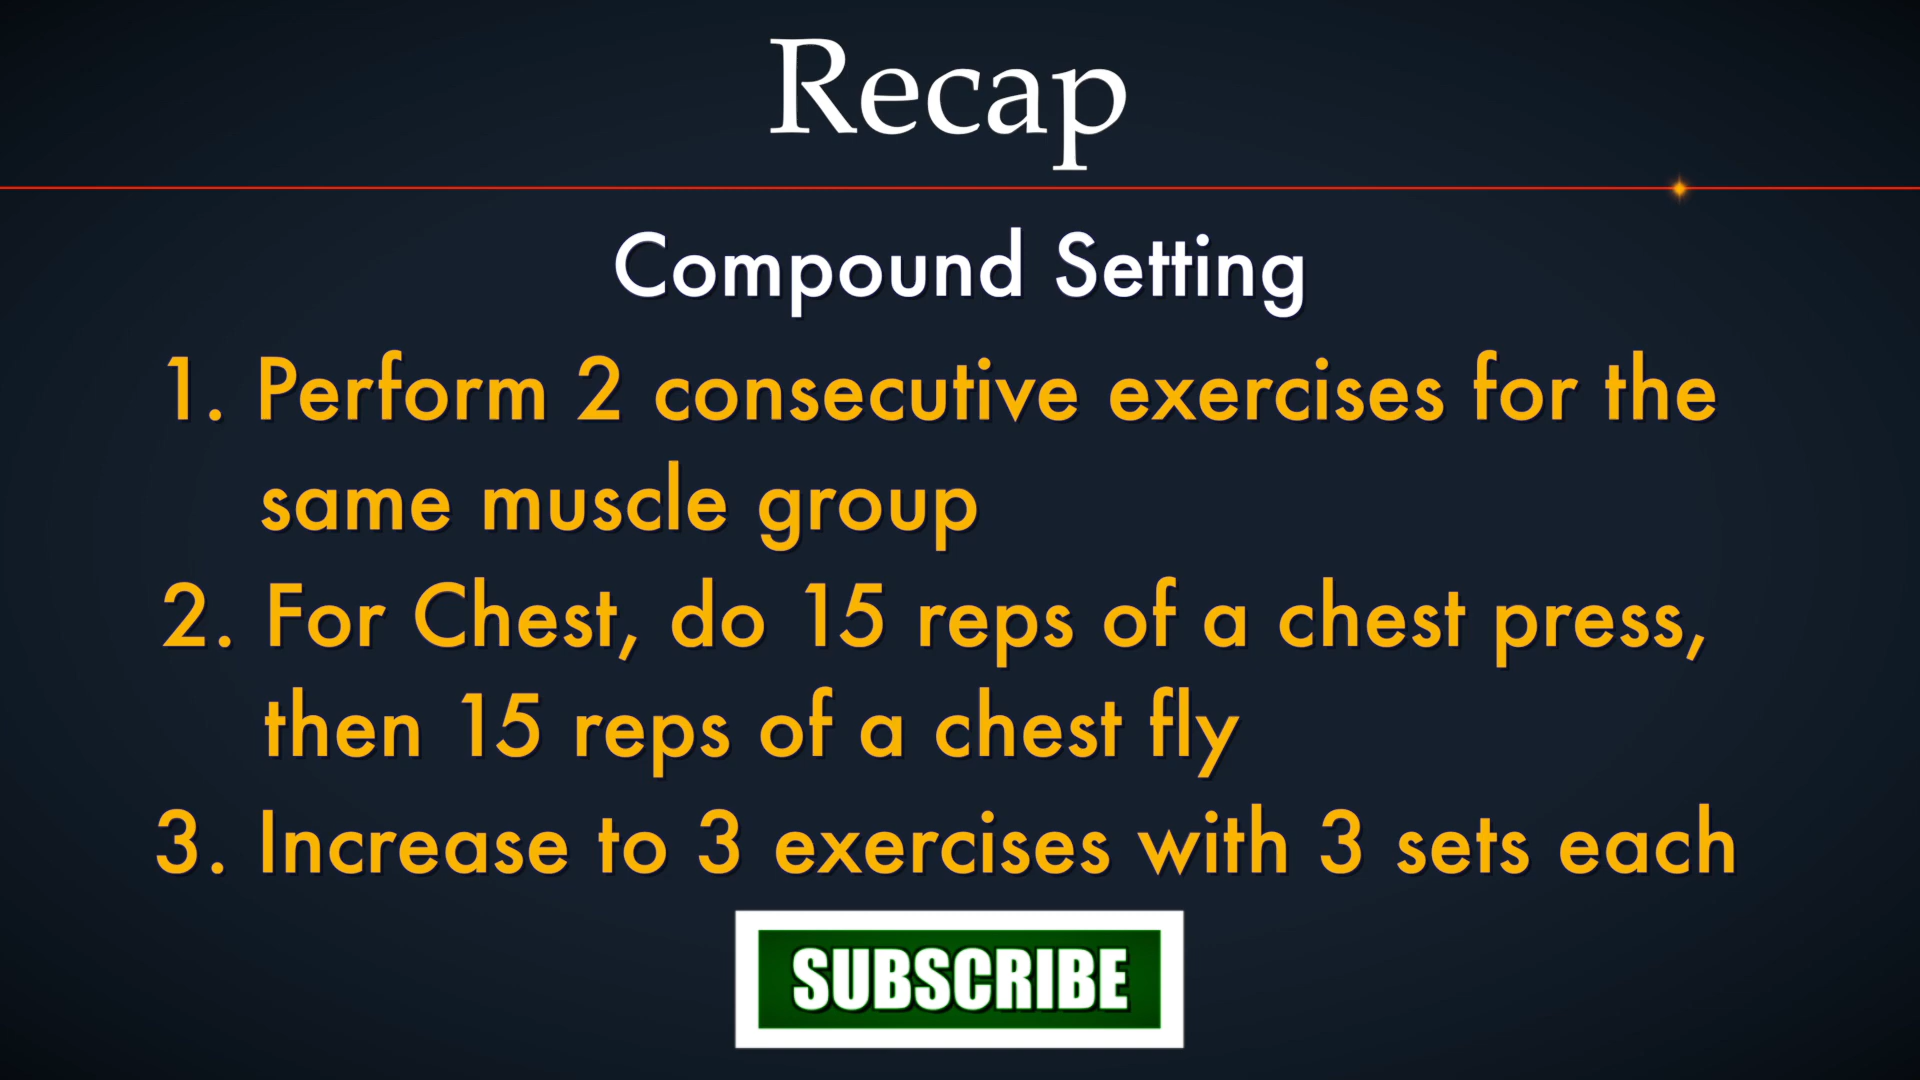 Recap
Compound Setting
1. Perform 2 consecutive exercises for the
same muscle group
2. For Chest, do 15 reps of a chest press,
then 15 reps of a chest fly
3. Increase to 3 exercises with 3 sets each
SUBSCRIBE